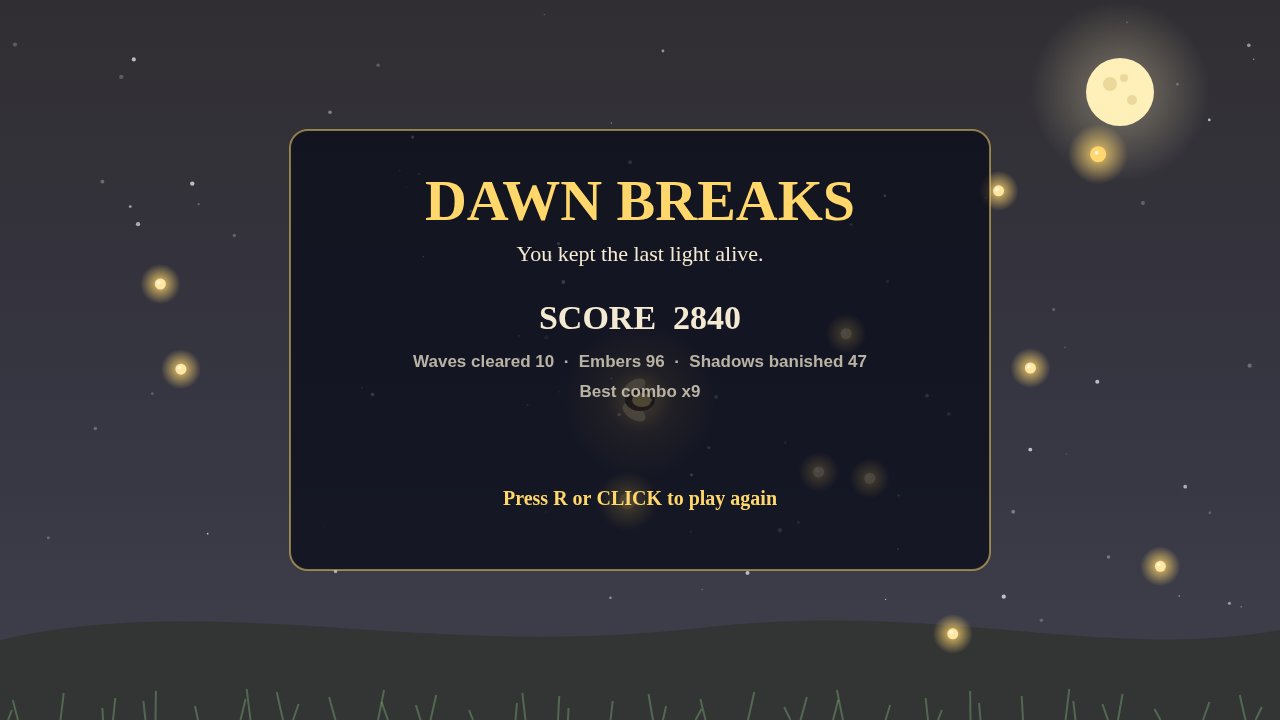 DAWN BREAKS
You kept the last light alive.
SCORE 2840
Waves cleared 10 · Embers 96 · Shadows banished 47
Best combo x9
Press R or CLICK to play again